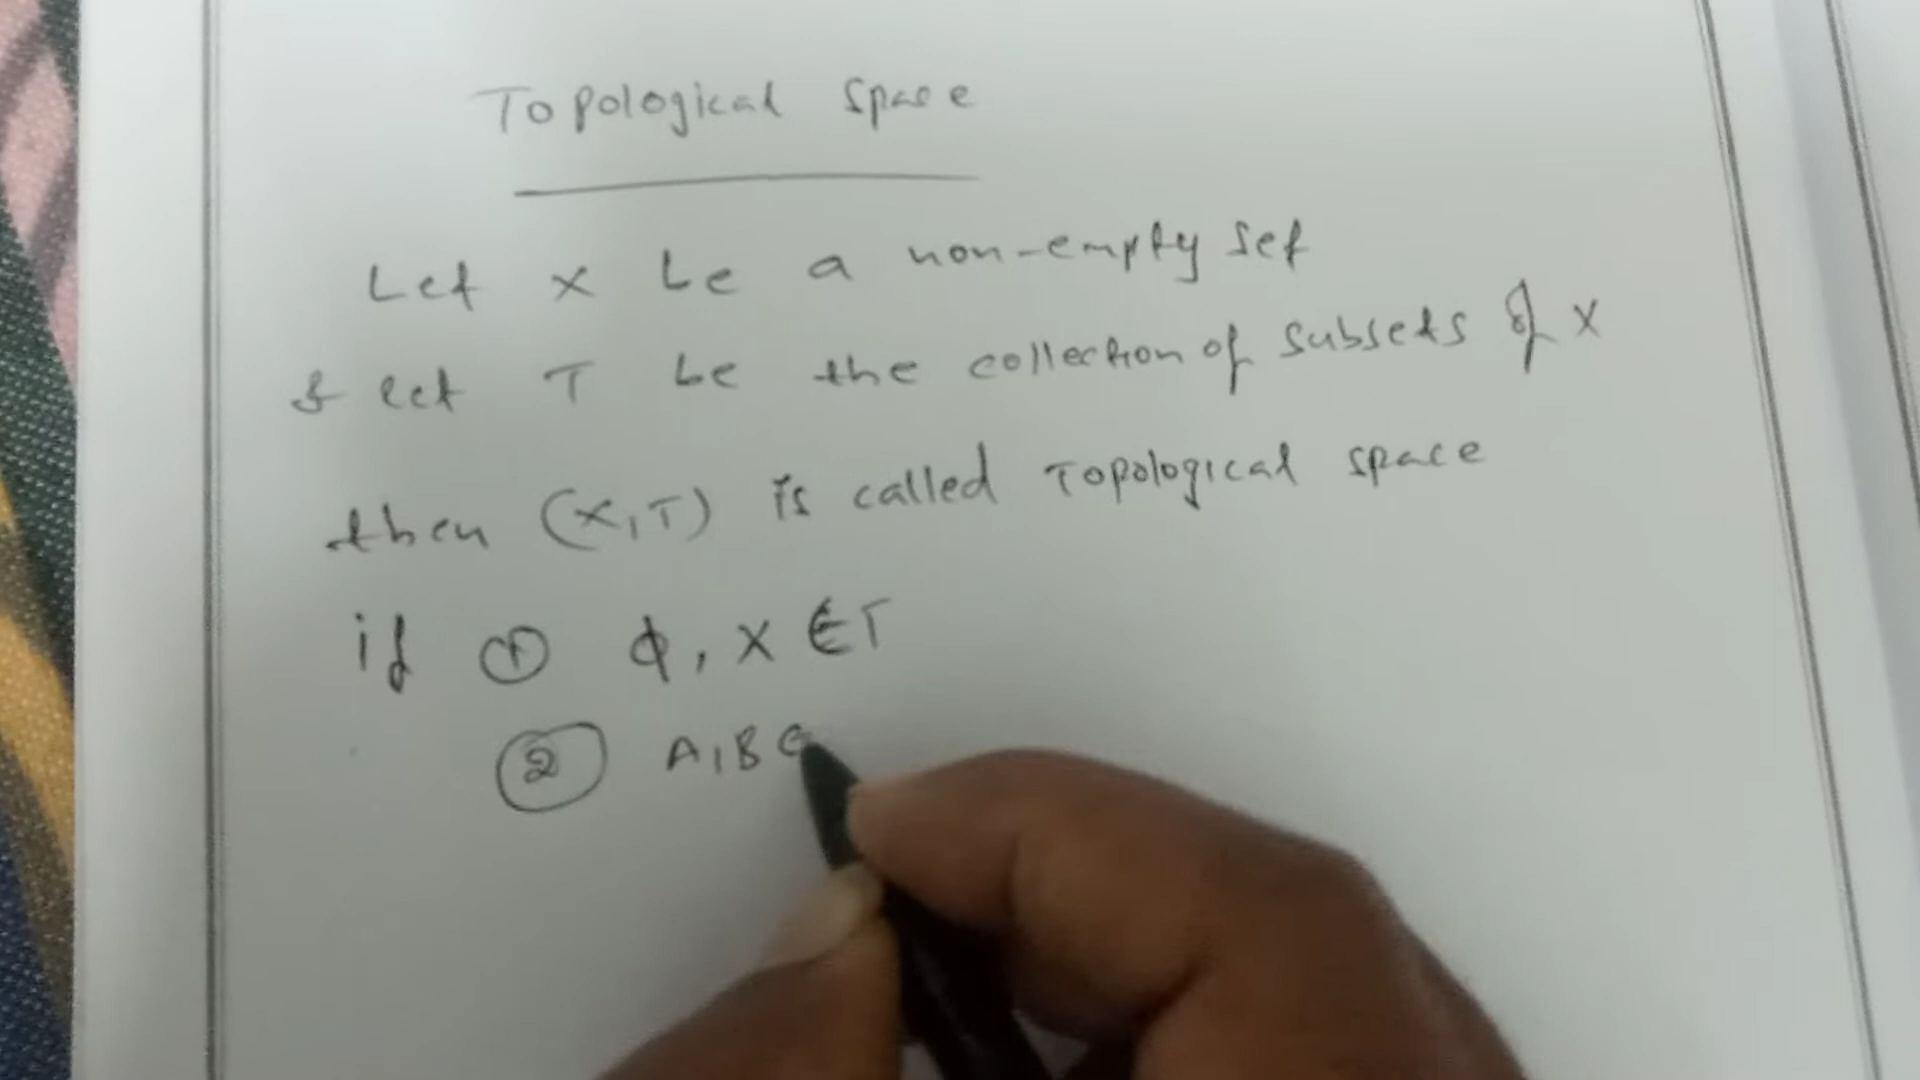 Topological space
Let x be a non-empty set
& let T be the collection of subsets of X
then (X,T) is called Topological space
if ① φ, X ∈ T
② A,B ∈